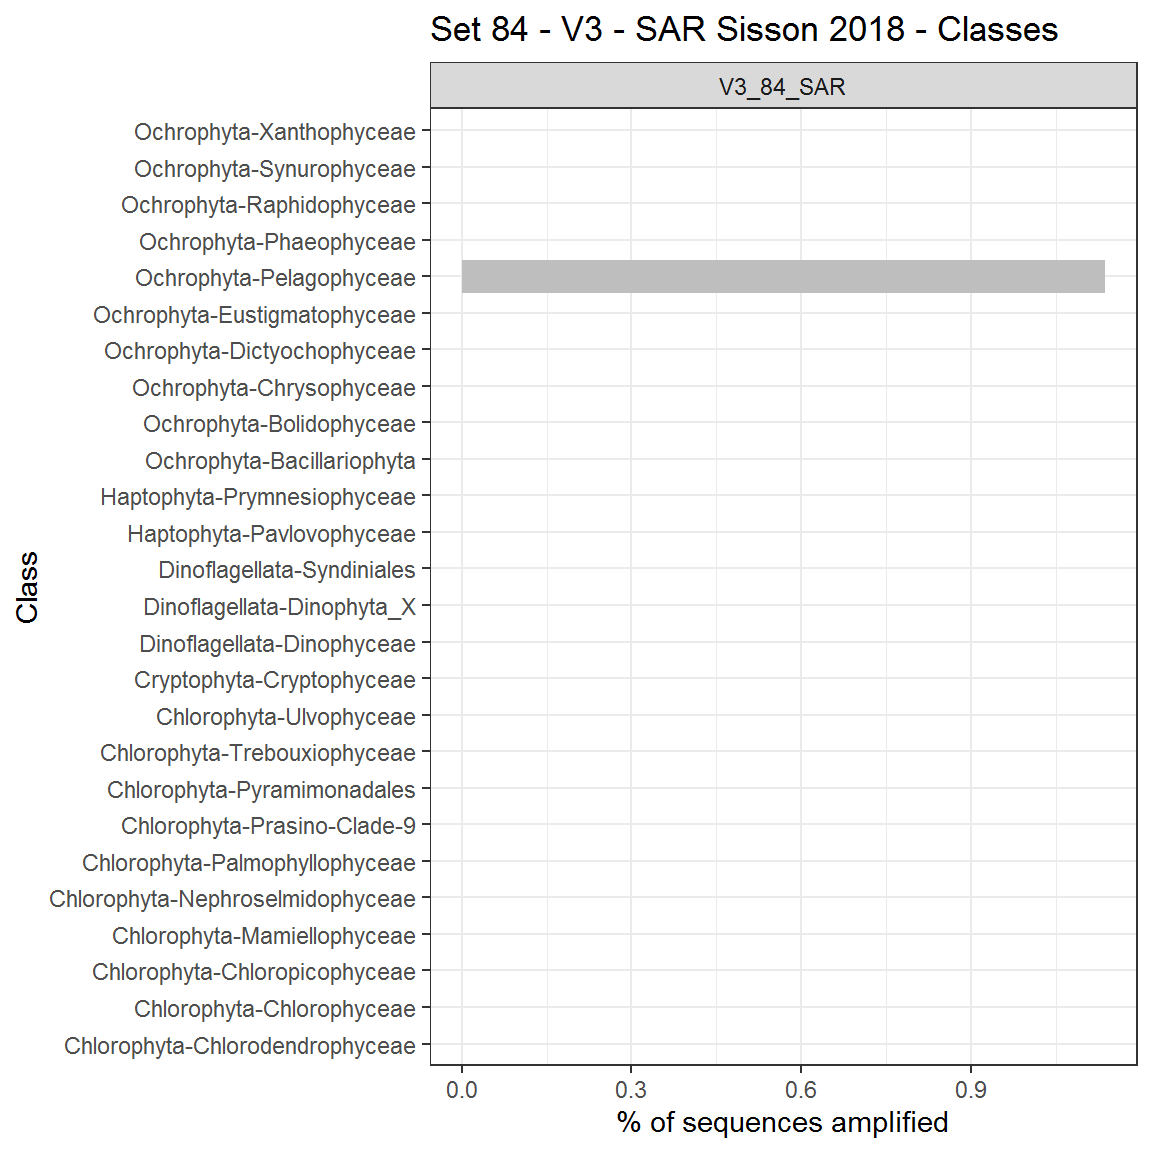 Set 84 - V3 - SAR Sisson 2018 - Classes
V3_84_SAR
Ochrophyta-Xanthophyceae
Ochrophyta-Synurophyceae
Ochrophyta-Raphidophyceae
Ochrophyta-Phaeophyceae
Ochrophyta-Pelagophyceae
Ochrophyta-Eustigmatophyceae
Ochrophyta-Dictyochophyceae
Ochrophyta-Chrysophyceae
Ochrophyta-Bolidophyceae
Ochrophyta-Bacillariophyta
Haptophyta-Prymnesiophyceae
Haptophyta-Pavlovophyceae
Dinoflagellata-Syndiniales
Dinoflagellata-Dinophyta_X
Dinoflagellata-Dinophyceae
Cryptophyta-Cryptophyceae
Chlorophyta-Ulvophyceae
Chlorophyta-Trebouxiophyceae
Chlorophyta-Pyramimonadales
Chlorophyta-Prasino-Clade-9
Chlorophyta-Palmophyllophyceae
Chlorophyta-Nephroselmidophyceae
Chlorophyta-Mamiellophyceae
Chlorophyta-Chloropicophyceae
Chlorophyta-Chlorophyceae
Chlorophyta-Chlorodendrophyceae
Class
0.0 0.3 0.6 0.9
% of sequences amplified